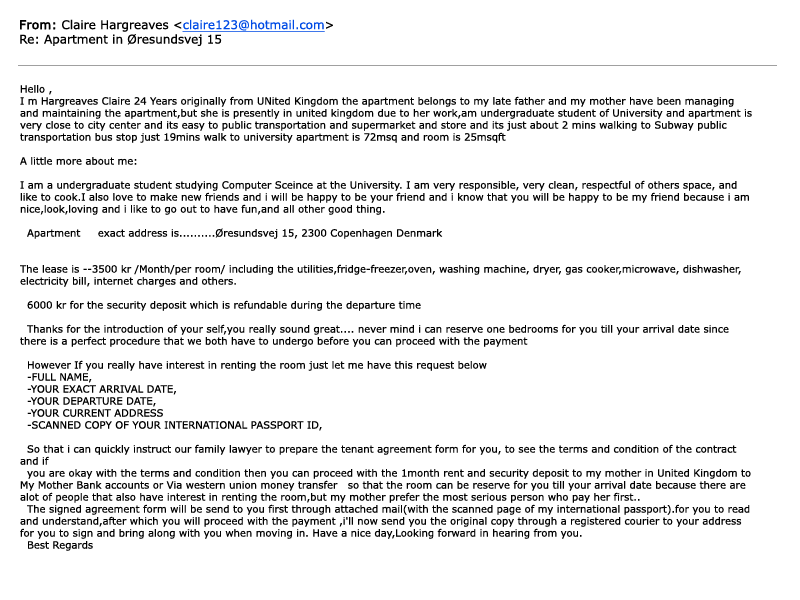 From: Claire Hargreaves <claire123@hotmail.com>
Re: Apartment in Øresundsvej 15
Hello ,
I m Hargreaves Claire 24 Years originally from UNited Kingdom the apartment belongs to my late father and my mother have been managing
and maintaining the apartment,but she is presently in united kingdom due to her work,am undergraduate student of University and apartment is
very close to city center and its easy to public transportation and supermarket and store and its just about 2 mins walking to Subway public
transportation bus stop just 19mins walk to university apartment is 72msq and room is 25msqft
A little more about me:
I am a undergraduate student studying Computer Sceince at the University. I am very responsible, very clean, respectful of others space, and
like to cook.I also love to make new friends and i will be happy to be your friend and i know that you will be happy to be my friend because i am
nice,look,loving and i like to go out to have fun,and all other good thing.
Apartment exact address is..........Øresundsvej 15, 2300 Copenhagen Denmark
The lease is --3500 kr /Month/per room/ including the utilities,fridge-freezer,oven, washing machine, dryer, gas cooker,microwave, dishwasher,
electricity bill, internet charges and others.
6000 kr for the security deposit which is refundable during the departure time
Thanks for the introduction of your self,you really sound great.... never mind i can reserve one bedrooms for you till your arrival date since
there is a perfect procedure that we both have to undergo before you can proceed with the payment
However If you really have interest in renting the room just let me have this request below
-FULL NAME,
-YOUR EXACT ARRIVAL DATE,
-YOUR DEPARTURE DATE,
-YOUR CURRENT ADDRESS
-SCANNED COPY OF YOUR INTERNATIONAL PASSPORT ID,
So that i can quickly instruct our family lawyer to prepare the tenant agreement form for you, to see the terms and condition of the contract
and if
you are okay with the terms and condition then you can proceed with the 1month rent and security deposit to my mother in United Kingdom to
My Mother Bank accounts or Via western union money transfer so that the room can be reserve for you till your arrival date because there are
alot of people that also have interest in renting the room,but my mother prefer the most serious person who pay her first..
The signed agreement form will be send to you first through attached mail(with the scanned page of my international passport).for you to read
and understand,after which you will proceed with the payment ,i'll now send you the original copy through a registered courier to your address
for you to sign and bring along with you when moving in. Have a nice day,Looking forward in hearing from you.
Best Regards